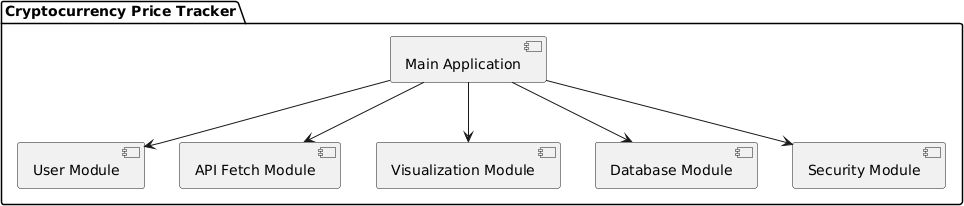 Cryptocurrency Price Tracker
Main Application
User Module
API Fetch Module
Visualization Module
Database Module
Security Module